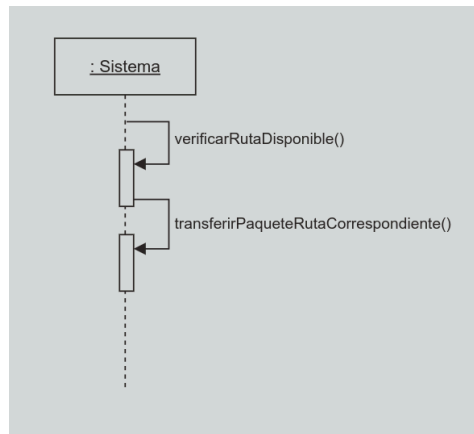 : Sistema
verificarRutaDisponible()
transferirPaqueteRutaCorrespondiente()